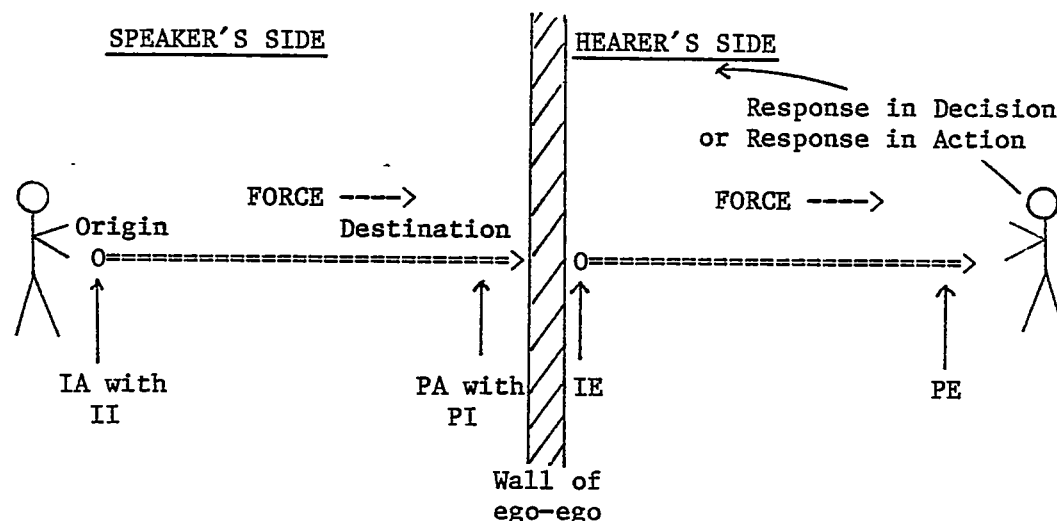 SPEAKER'S SIDE
HEARER'S SIDE
Response in Decision
or Response in Action
FORCE ---->
FORCE ---->
Origin
Destination
O==========================>
O========================>
IA with
II
PA with
PI
IE
PE
Wall of
ego-ego